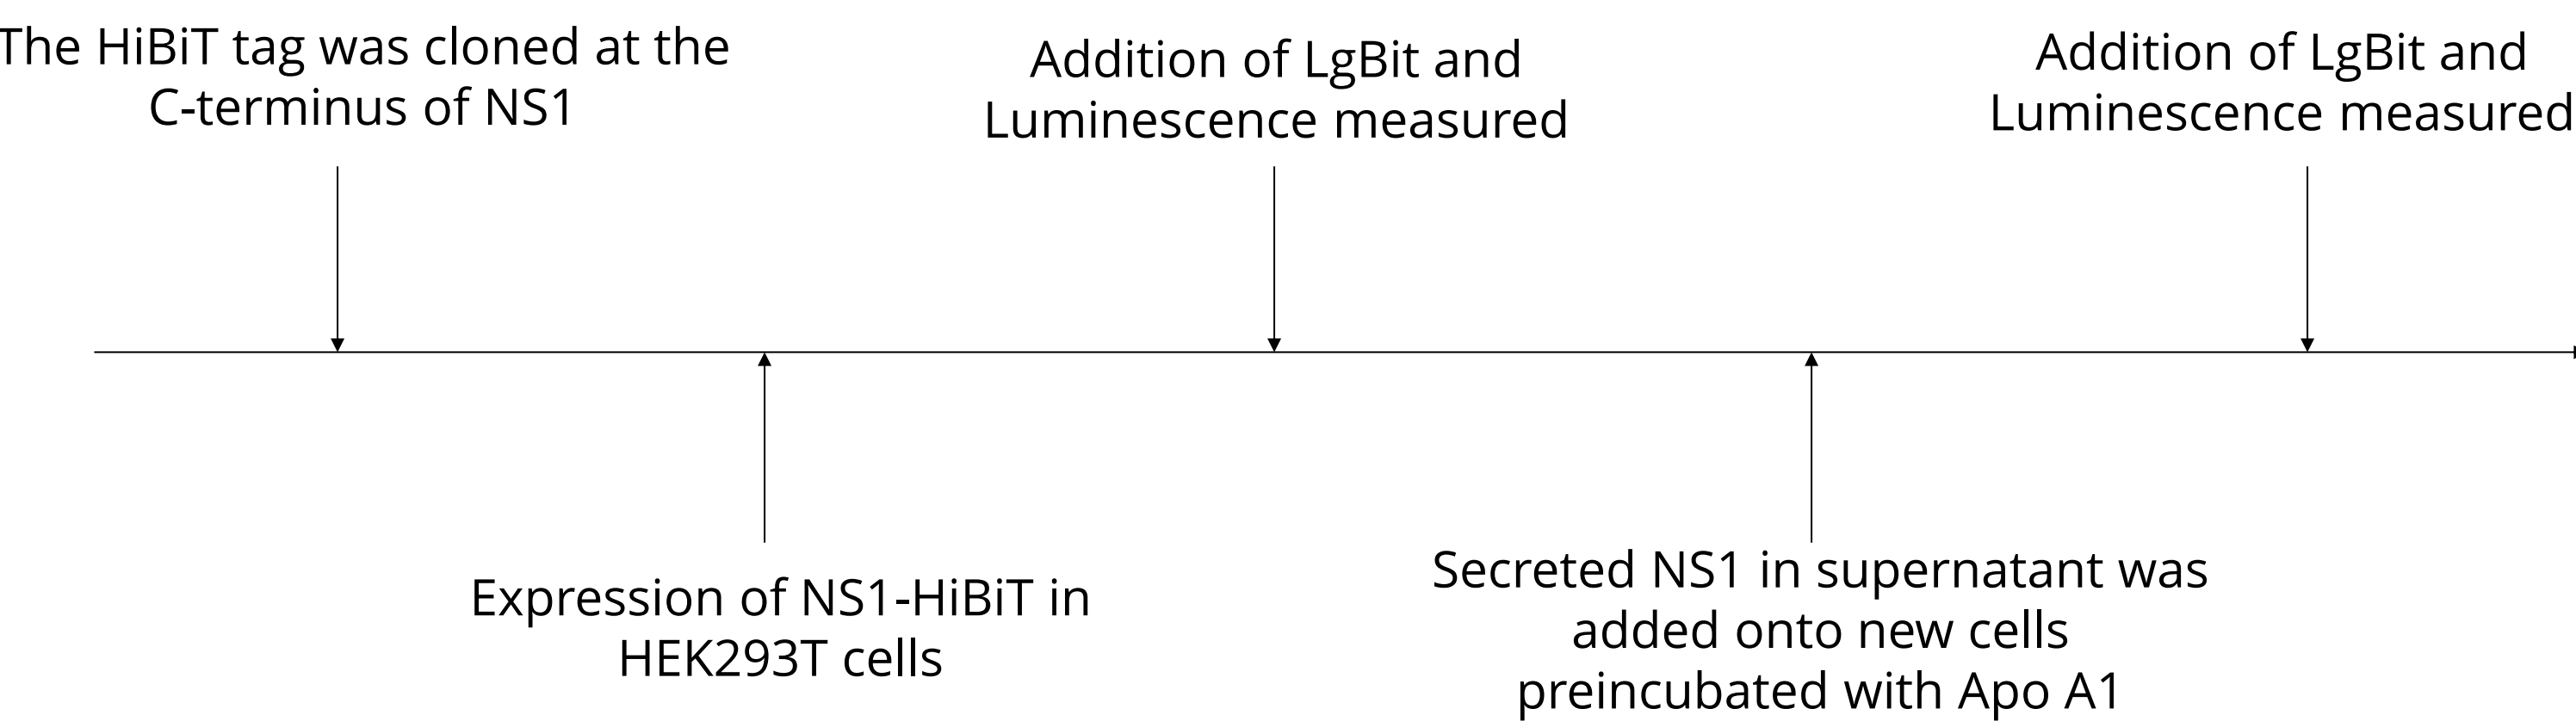 The HiBiT tag was cloned at the
C-terminus of NS1
Expression of NS1-HiBiT in
HEK293T cells
Addition of LgBit and
Luminescence measured
Secreted NS1 in supernatant was
added onto new cells
preincubated with Apo A1
Addition of LgBit and
Luminescence measured